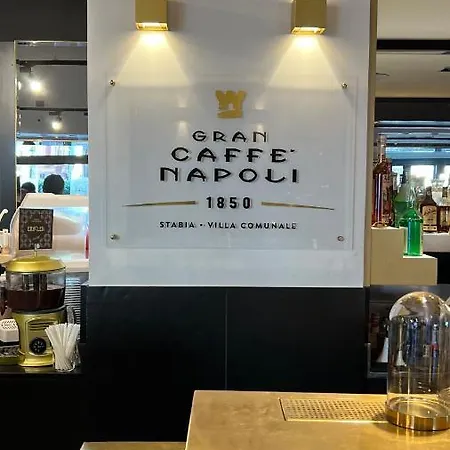 GRAN
CAFFE'
NAPOLI
1850
STABIA • VILLA COMUNALE